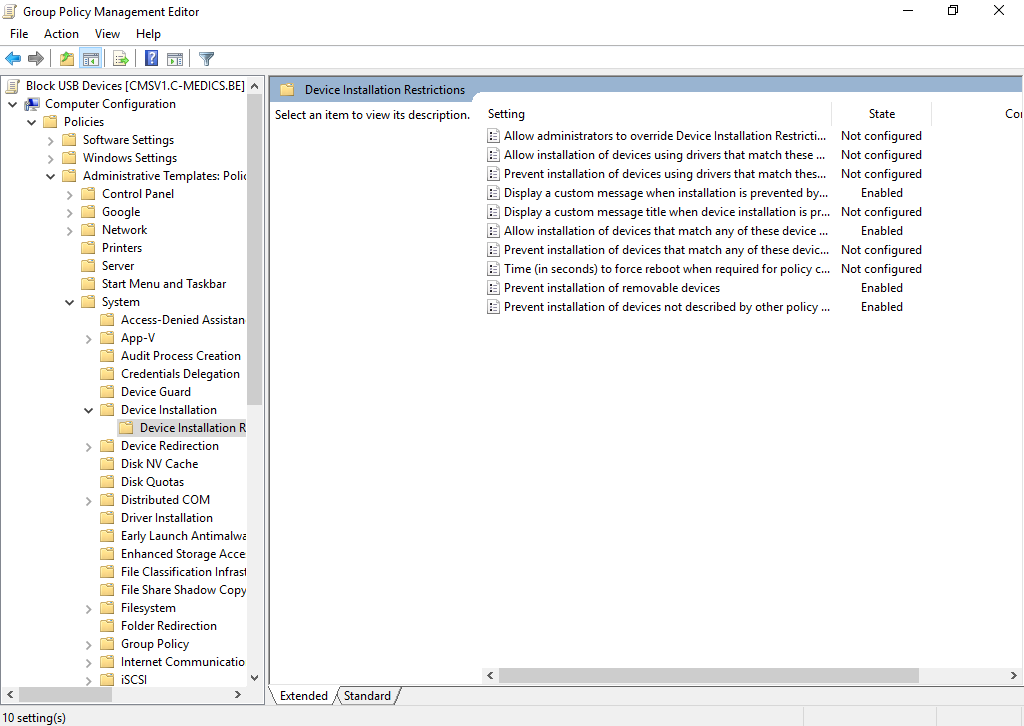 Group Policy Management Editor
File Action View Help
Block USB Devices [CMSV1.C-MEDICS.BE]
Computer Configuration
Policies
Software Settings
Windows Settings
Administrative Templates: Polic
Control Panel
Google
Network
Printers
Server
Start Menu and Taskbar
System
Access-Denied Assistan
App-V
Audit Process Creation
Credentials Delegation
Device Guard
Device Installation
Device Installation R
Device Redirection
Disk NV Cache
Disk Quotas
Distributed COM
Driver Installation
Early Launch Antimalwa
Enhanced Storage Acce
File Classification Infrast
File Share Shadow Copy
Filesystem
Folder Redirection
Group Policy
Internet Communicatio
iSCSI
Device Installation Restrictions
Select an item to view its description.
Setting State Co
Allow administrators to override Device Installation Restricti... Not configured
Allow installation of devices using drivers that match these ... Not configured
Prevent installation of devices using drivers that match thes... Not configured
Display a custom message when installation is prevented by... Enabled
Display a custom message title when device installation is pr... Not configured
Allow installation of devices that match any of these device ... Enabled
Prevent installation of devices that match any of these devic... Not configured
Time (in seconds) to force reboot when required for policy c... Not configured
Prevent installation of removable devices Enabled
Prevent installation of devices not described by other policy ... Enabled
Extended Standard
10 setting(s)